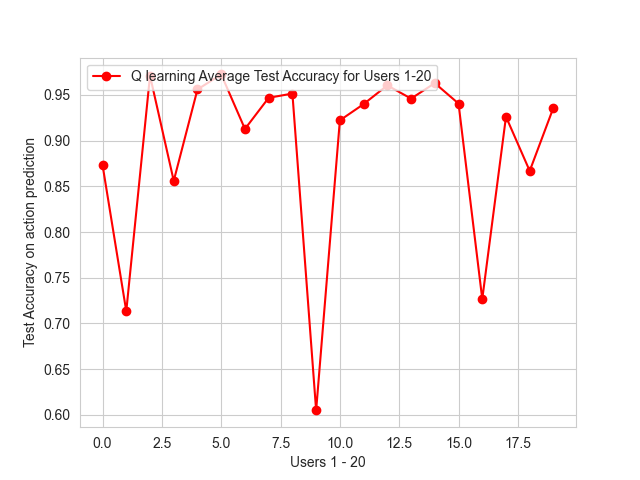 Q learning Average Test Accuracy for Users 1-20
Test Accuracy on action prediction
0.95
0.90
0.85
0.80
0.75
0.70
0.65
0.60
0.0 2.5 5.0 7.5 10.0 12.5 15.0 17.5
Users 1 - 20